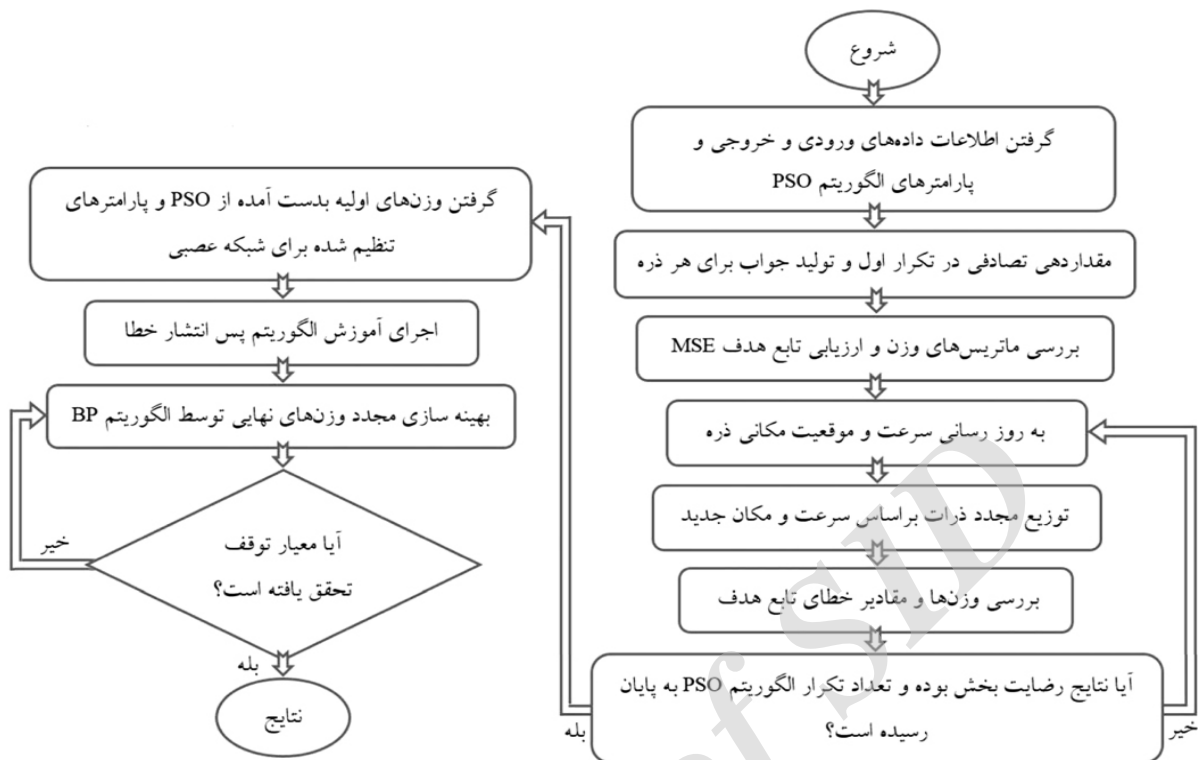 شروع
گرفتن اطلاعات داده‌های ورودی و خروجی و
پارامترهای الگوریتم PSO
مقداردهی تصادفی در تکرار اول و تولید جواب برای هر ذره
بررسی ماتریس‌های وزن و ارزیابی تابع هدف MSE
به روز رسانی سرعت و موقعیت مکانی ذره
توزیع مجدد ذرات براساس سرعت و مکان جدید
بررسی وزن‌ها و مقادیر خطای تابع هدف
آیا نتایج رضایت بخش بوده و تعداد تکرار الگوریتم PSO به پایان
رسیده است؟
خیر
بله
گرفتن وزن‌های اولیه بدست آمده از PSO و پارامترهای
تنظیم شده برای شبکه عصبی
اجرای آموزش الگوریتم پس انتشار خطا
بهینه سازی مجدد وزن‌های نهایی توسط الگوریتم BP
آیا معیار توقف
تحقق یافته است؟
خیر
بله
نتایج
of SID